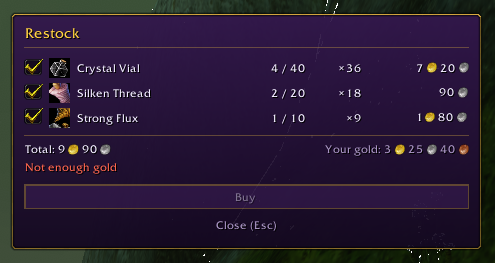 Restock
Crystal Vial 4 / 40 ×36 7 20
Silken Thread 2 / 20 ×18 90
Strong Flux 1 / 10 ×9 1 80
Total: 9 90 Your gold: 3 25 40
Not enough gold
Buy
Close (Esc)